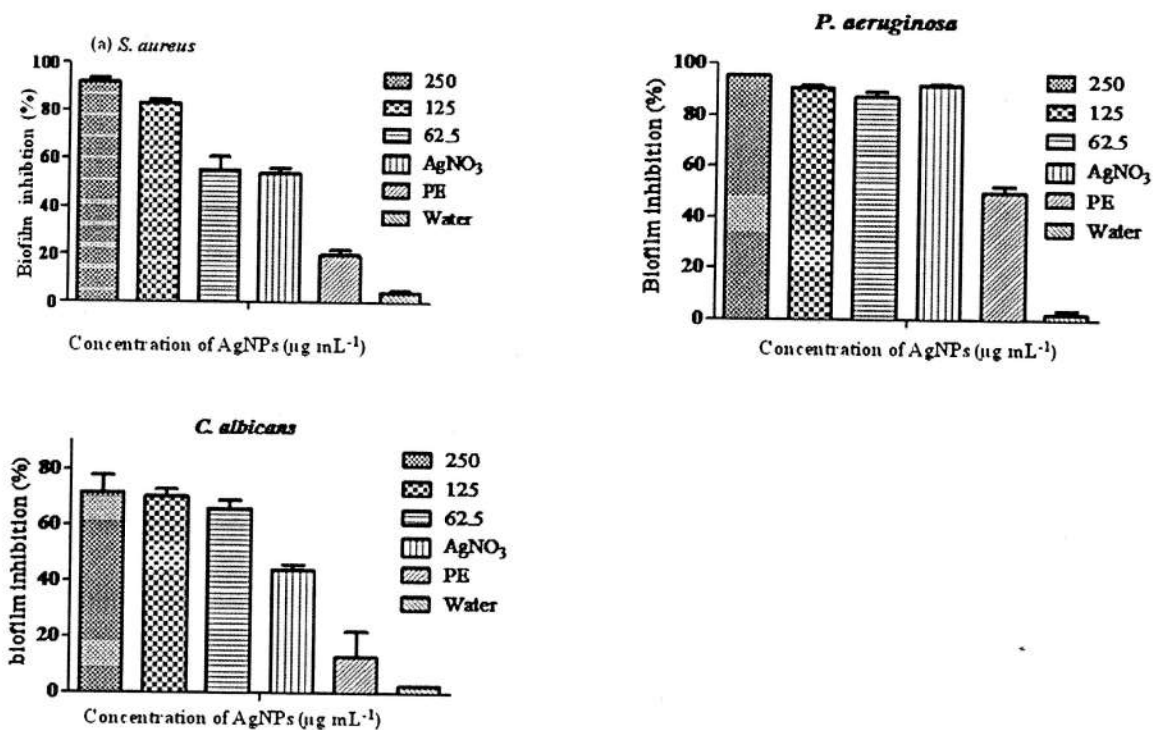 (a) S. aureus
Biofilm inhibtion (%)
100
80
60
40
20
0
250
125
62.5
AgNO3
PE
Water
Concentration of AgNPs (µg mL-1)
P. aeruginosa
Biofilm inhibition (%)
100
80
60
40
20
0
250
125
62.5
AgNO3
PE
Water
Concentration of AgNPs (µg mL-1)
C. albicans
biofilm inhibition (%)
80
60
40
20
0
250
125
62.5
AgNO3
PE
Water
Concentration of AgNPs (µg mL-1)